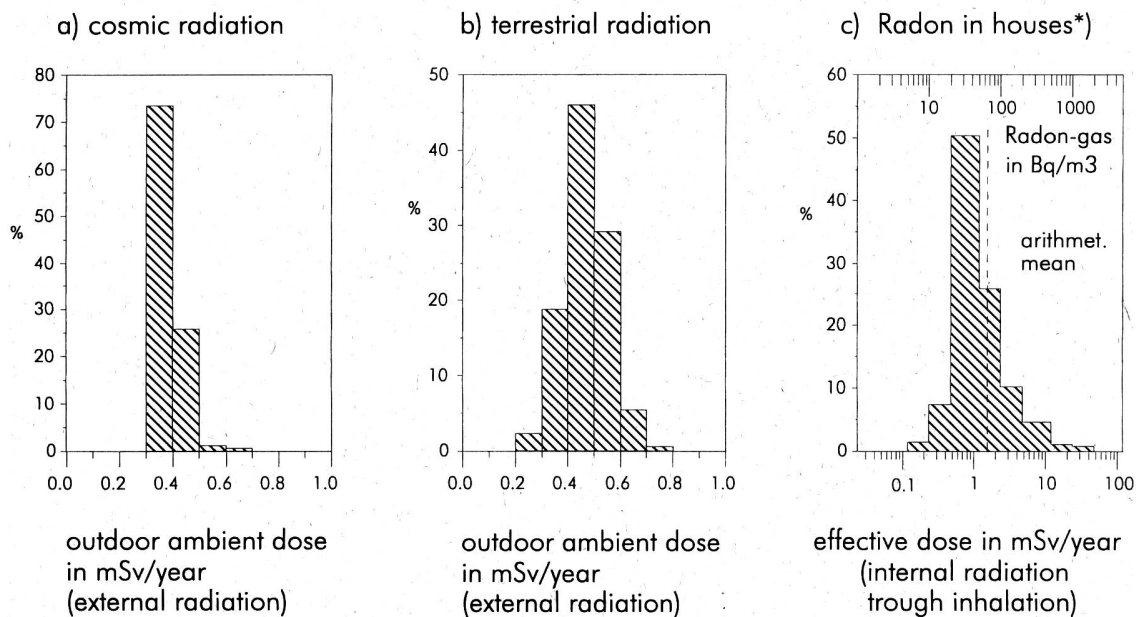 a) cosmic radiation
80
70
60
50
40
30
20
10
0
%
0.0
0.2
0.4
0.6
0.8
1.0
outdoor ambient dose
in mSv/year
(external radiation)
b) terrestrial radiation
50
40
30
20
10
0
%
0.0
0.2
0.4
0.6
0.8
1.0
outdoor ambient dose
in mSv/year
(external radiation)
c) Radon in houses*)
60
50
40
30
20
10
0
%
10
100
1000
Radon-gas
in Bq/m3
arithmet.
mean
0.1
1
10
100
effective dose in mSv/year
(internal radiation
trough inhalation)